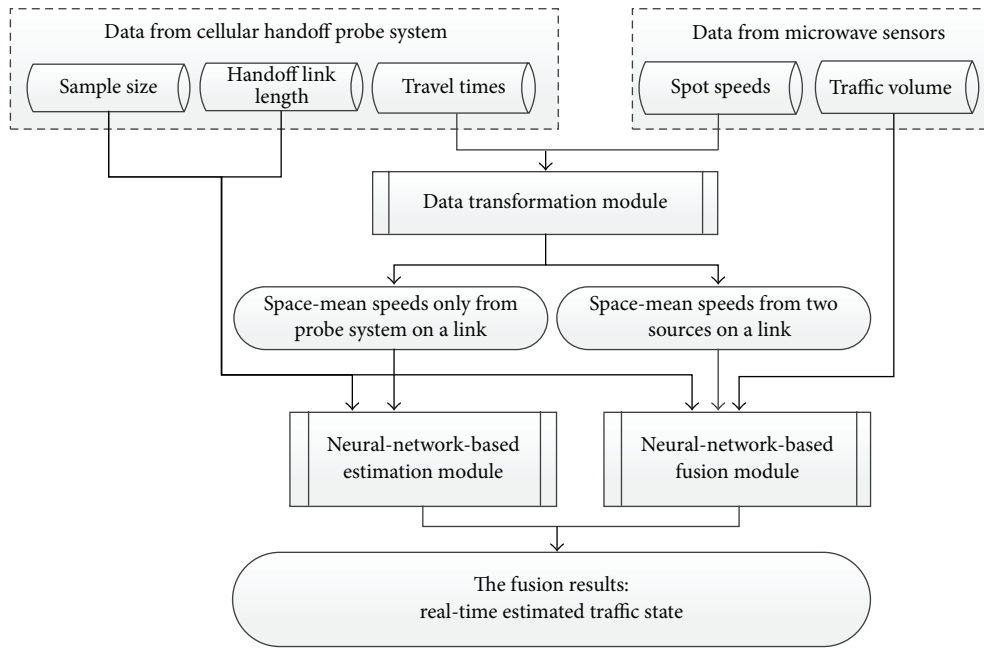 Data from cellular handoff probe system
Sample size
Handoff link
length
Travel times
Data from microwave sensors
Spot speeds
Traffic volume
Data transformation module
Space-mean speeds only from
probe system on a link
Space-mean speeds from two
sources on a link
Neural-network-based
estimation module
Neural-network-based
fusion module
The fusion results:
real-time estimated traffic state